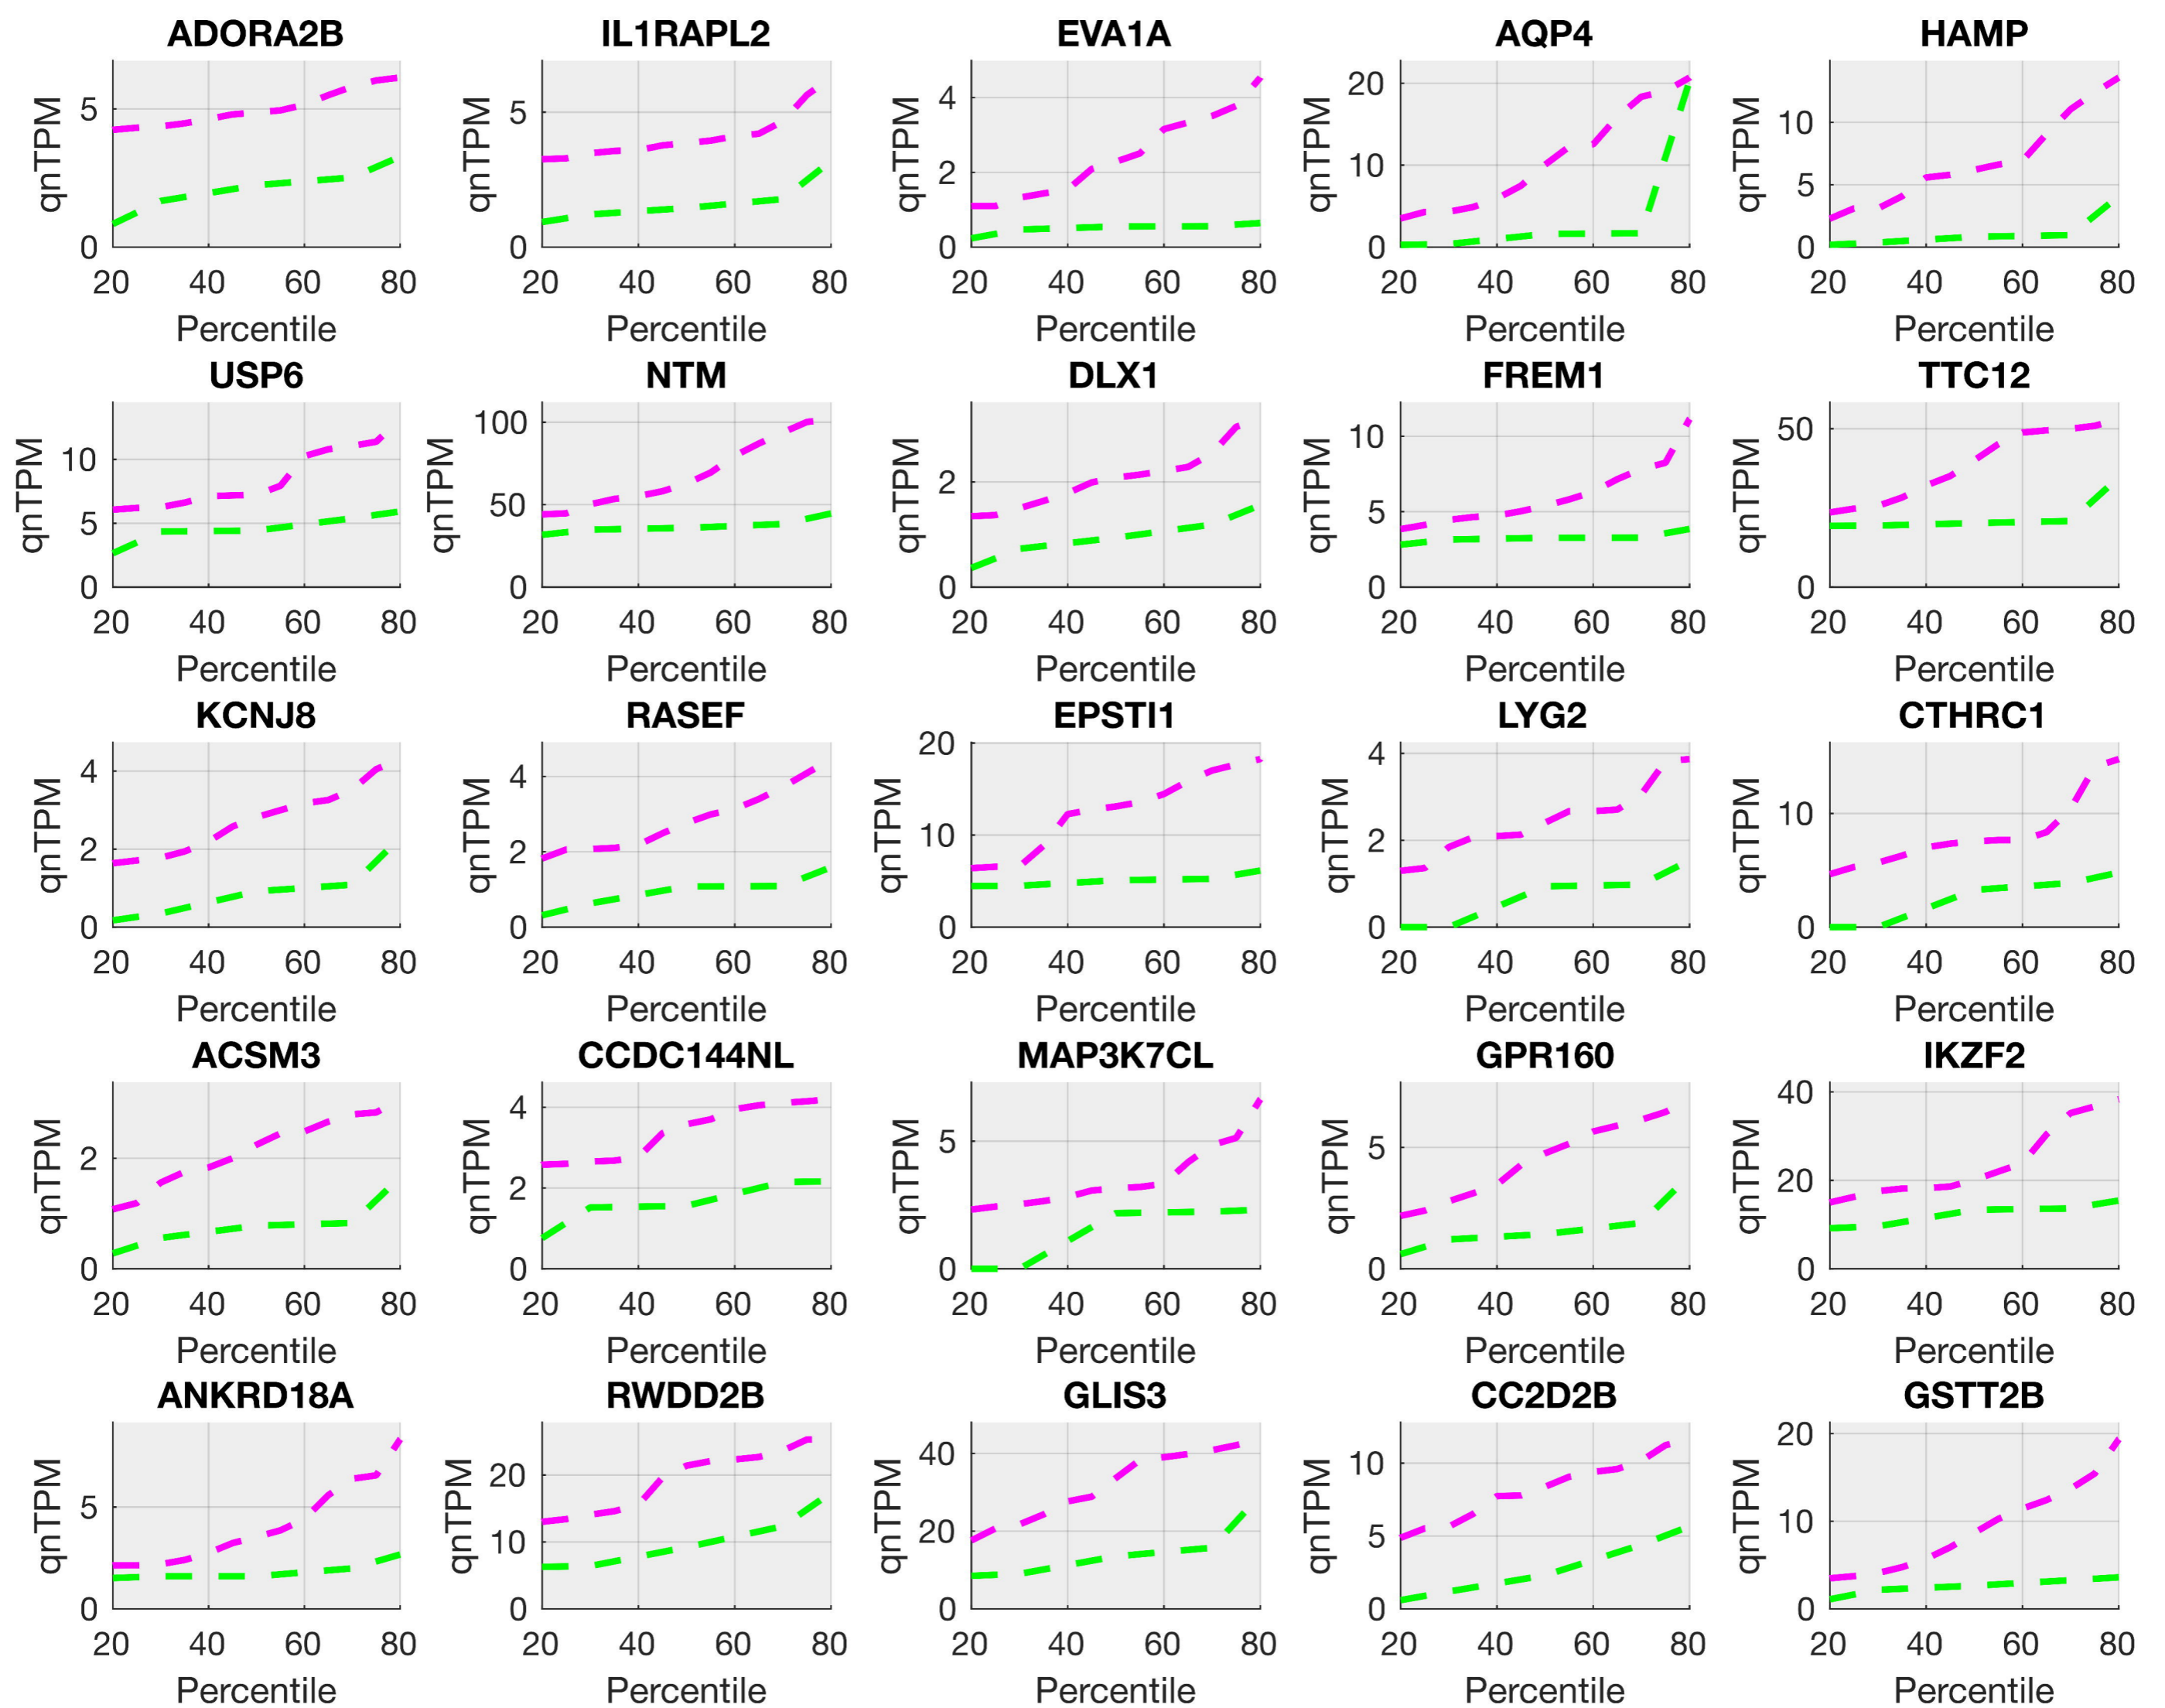 ADORA2B IL1RAPL2 EVA1A AQP4 HAMP
qnTPM 5 0 qnTPM 5 0 qnTPM 4 2 0 qnTPM 20 10 0 qnTPM 10 5 0
20 40 60 80 20 40 60 80 20 40 60 80 20 40 60 80 20 40 60 80
Percentile Percentile Percentile Percentile Percentile
USP6 NTM DLX1 FREM1 TTC12
qnTPM 10 5 0 qnTPM 100 50 0 qnTPM 2 0 qnTPM 10 5 0 qnTPM 50 0
20 40 60 80 20 40 60 80 20 40 60 80 20 40 60 80 20 40 60 80
Percentile Percentile Percentile Percentile Percentile
KCNJ8 RASEF EPSTI1 LYG2 CTHRC1
qnTPM 4 2 0 qnTPM 4 2 0 qnTPM 20 10 0 qnTPM 4 2 0 qnTPM 10 0
20 40 60 80 20 40 60 80 20 40 60 80 20 40 60 80 20 40 60 80
Percentile Percentile Percentile Percentile Percentile
ACSM3 CCDC144NL MAP3K7CL GPR160 IKZF2
qnTPM 2 0 qnTPM 4 2 0 qnTPM 5 0 qnTPM 5 0 qnTPM 40 20 0
20 40 60 80 20 40 60 80 20 40 60 80 20 40 60 80 20 40 60 80
Percentile Percentile Percentile Percentile Percentile
ANKRD18A RWDD2B GLIS3 CC2D2B GSTT2B
qnTPM 5 0 qnTPM 20 10 0 qnTPM 40 20 0 qnTPM 10 5 0 qnTPM 20 10 0
20 40 60 80 20 40 60 80 20 40 60 80 20 40 60 80 20 40 60 80
Percentile Percentile Percentile Percentile Percentile